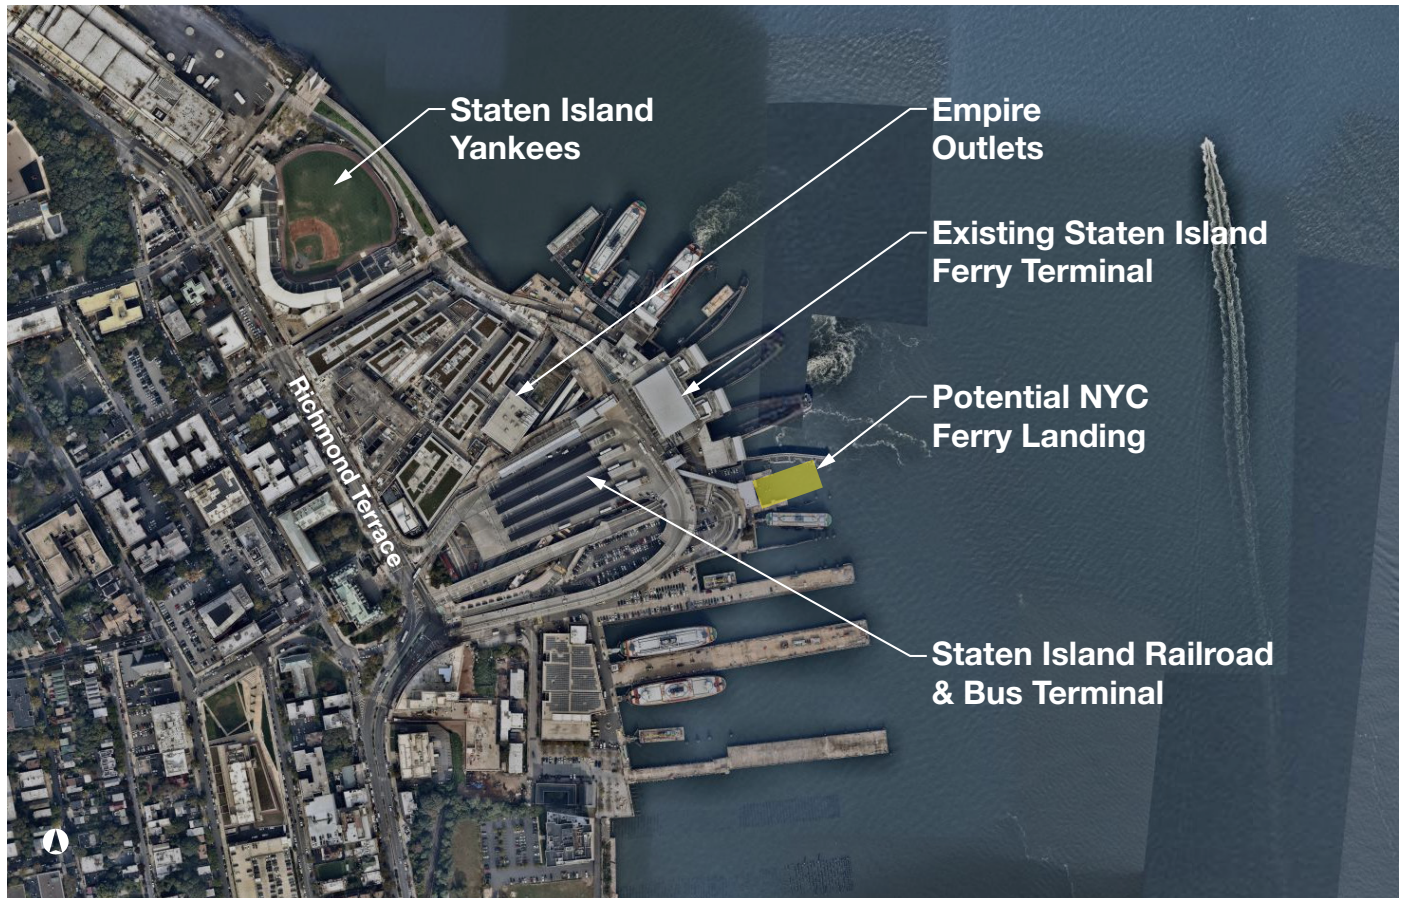 Staten Island
Yankees
Empire
Outlets
Existing Staten Island
Ferry Terminal
Potential NYC
Ferry Landing
Richmond Terrace
Staten Island Railroad
& Bus Terminal